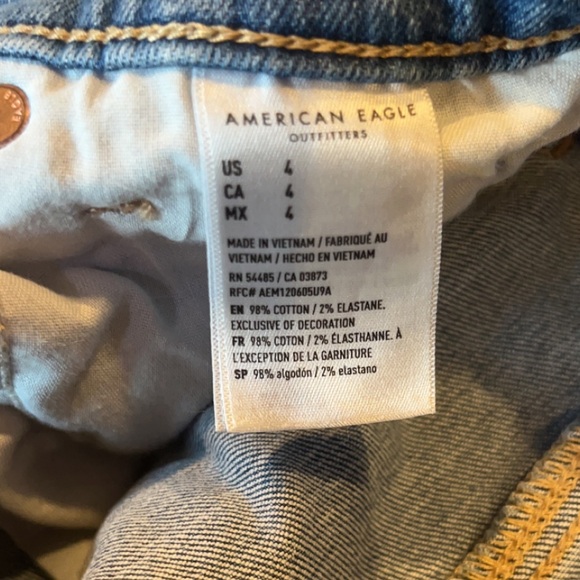 AMERICAN EAGLE
OUTFITTERS
US 4
CA 4
MX 4
MADE IN VIETNAM / FABRIQUÉ AU
VIETNAM / HECHO EN VIETNAM
RN 54485 / CA 03873
RFC# AEM120605U9A
EN 98% COTTON / 2% ELASTANE.
EXCLUSIVE OF DECORATION
FR 98% COTON / 2% ÉLASTHANNE. À
L'EXCEPTION DE LA GARNITURE
SP 98% algodón / 2% elastano